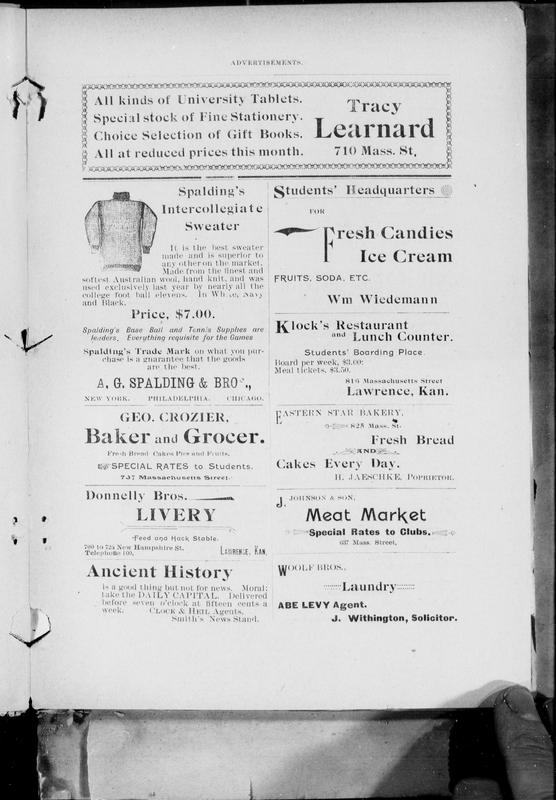 ADVERTISEMENTS.
All kinds of University Tablets.
Special stock of Fine Stationery.
Choice Selection of Gift Books.
All at reduced prices this month.
Tracy
Learnard
710 Mass. St,
Spalding's
Intercollegiate
Sweater
It is the best sweater
made and is superior to
any other on the market.
Made from the finest and
softest Australian wool, hand knit, and was
used exclusively last year by nearly all the
college foot ball elevens. In White, Navy
and Black.
Price, $7.00.
Spalding's Base Ball and Tennis Supplies are
leaders, Everything requisite for the Games
Spalding's Trade Mark on what you pur-
chase is a gnarantee that the goods
are the best.
A. G. SPALDING & BROS.,
NEW YORK. PHILADELPHIA. CHICAGO.
GEO. CROZIER,
Baker and Grocer.
Fresh Bread Cakes Pies and Fruits,
SPECIAL RATES to Students.
737 Massachusetts Street.
Donnelly Bros.
LIVERY
Feed and Hack Stable.
700 to 724 New Hampshire St.
Telephone 100,
LAWRENCE, KAN.
Ancient History
is a good thing but not for news. Moral:
take the DAILY CAPITAL. Delivered
before seven o'clock at fifteen cents a
week. CLOCK & HEIL Agents.
Smith's News Stand.
Students' Headquarters
FOR
Fresh Candies
Ice Cream
FRUITS, SODA, ETC.
Wm Wiedemann
Klock's Restaurant
and Lunch Counter.
Students' Boarding Place.
Board per week, $3.00:
Meal tickets, $3.50.
816 Massachusetts Street
Lawrence, Kan.
EASTERN STAR BAKERY,
825 Mass. St.
Fresh Bread
AND
Cakes Every Day.
H. JAESCHKE, POPRIETOR.
J. JOHNSON & SON,
Meat Market
Special Rates to Clubs.
637 Mass. Street,
WOOLF BROS.,
Laundry
ABE LEVY Agent.
J. Withington, Solicitor.